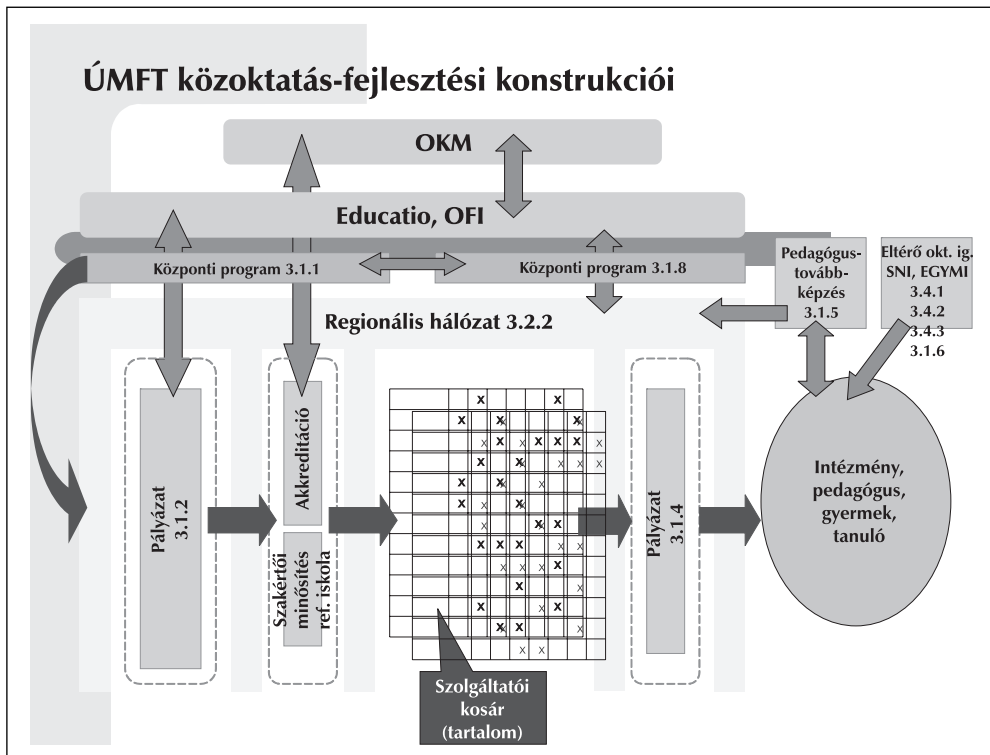 ÚMFT közoktatás-fejlesztési konstrukciói
OKM
Educatio, OFI
Központi program 3.1.1
Központi program 3.1.8
Pedagógus-
tovább-
képzés
3.1.5
Eltérő okt. ig.
SNI, EGYMI
3.4.1
3.4.2
3.4.3
3.1.6
Regionális hálózat 3.2.2
Pályázat
3.1.2
Akkreditáció
Szakértői
minősítés
ref. iskola
Pályázat
3.1.4
Intézmény,
pedagógus,
gyermek,
tanuló
Szolgáltatói
kosár
(tartalom)